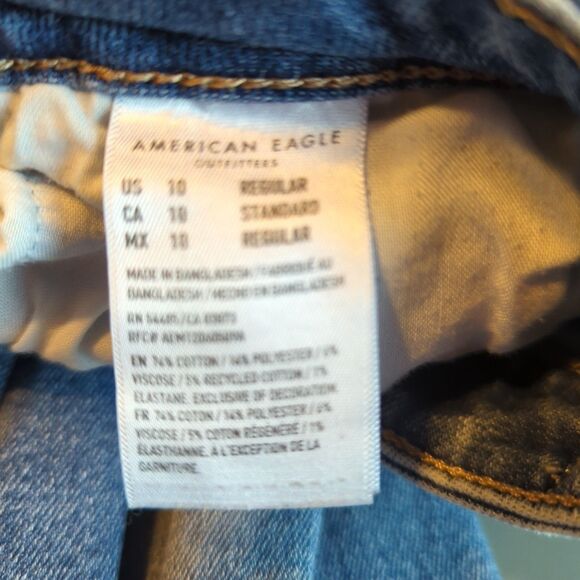 AMERICAN EAGLE
OUTFITTERS
US 10 REGULAR
CA 10 STANDARD
MX 10 REGULAR
MADE IN BANGLADESH / FABRIQUÉ AU
BANGLADESH / HECHO EN BANGLADESH
EN 74% COTTON / 14% POLYESTER / 6%
VISCOSE / 5% RECYCLED COTTON / 1%
ELASTANE. EXCLUSIVE OF DECORATION.
FR 74% COTON / 14% POLYESTER / 6%
VISCOSE / 5% COTON RÉGÉNÉRÉ / 1%
ÉLASTHANNE. A L'EXCEPTION DE LA
GARNITURE.